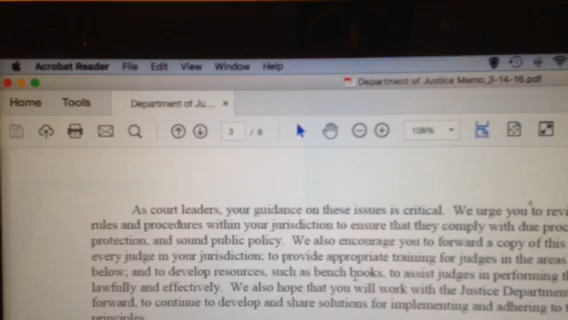 Acrobat Reader File Edit View Window Help
Department of Justice Memo_3-14-16.pdf
Home Tools Department of Ju... ×
3 / 9 108%
As court leaders, your guidance on these issues is critical. We urge you to revi
rules and procedures within your jurisdiction to ensure that they comply with due proc
protection, and sound public policy. We also encourage you to forward a copy of this
every judge in your jurisdiction; to provide appropriate training for judges in the areas
below; and to develop resources, such as bench books, to assist judges in performing th
lawfully and effectively. We also hope that you will work with the Justice Departmen
forward, to continue to develop and share solutions for implementing and adhering to t
principles.